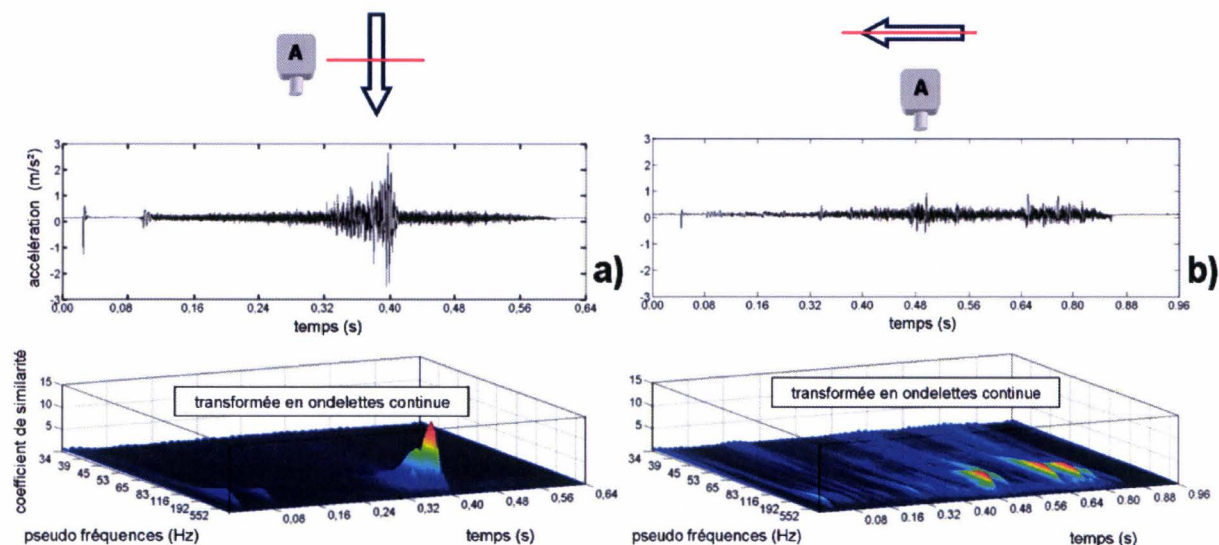 A
A
accélération (m/s²)
3
2
1
0
-1
-2
-3
0.00 0,08 0,16 0,24 0,32 0,40 0,48 0,56 0,64
temps (s)
a)
3
2
1
0
-1
-2
-3
0.00 0.08 0.16 0.24 0.32 0.40 0.48 0.56 0.64 0.72 0.80 0.88 0.96
temps (s)
b)
coefficient de similarité
15
10
5
transformée en ondelettes continue
34 39 45 53 65 83 116 192 552
pseudo fréquences (Hz)
0,08 0,16 0,24 0,32 0,40 0,48 0,56 0,64
temps (s)
15
10
5
transformée en ondelettes continue
34 39 45 53 65 83 116 192 552
pseudo fréquences (Hz)
0.08 0.16 0.24 0.32 0.40 0.48 0.56 0.64 0.72 0.80 0.88 0.96
temps (s)